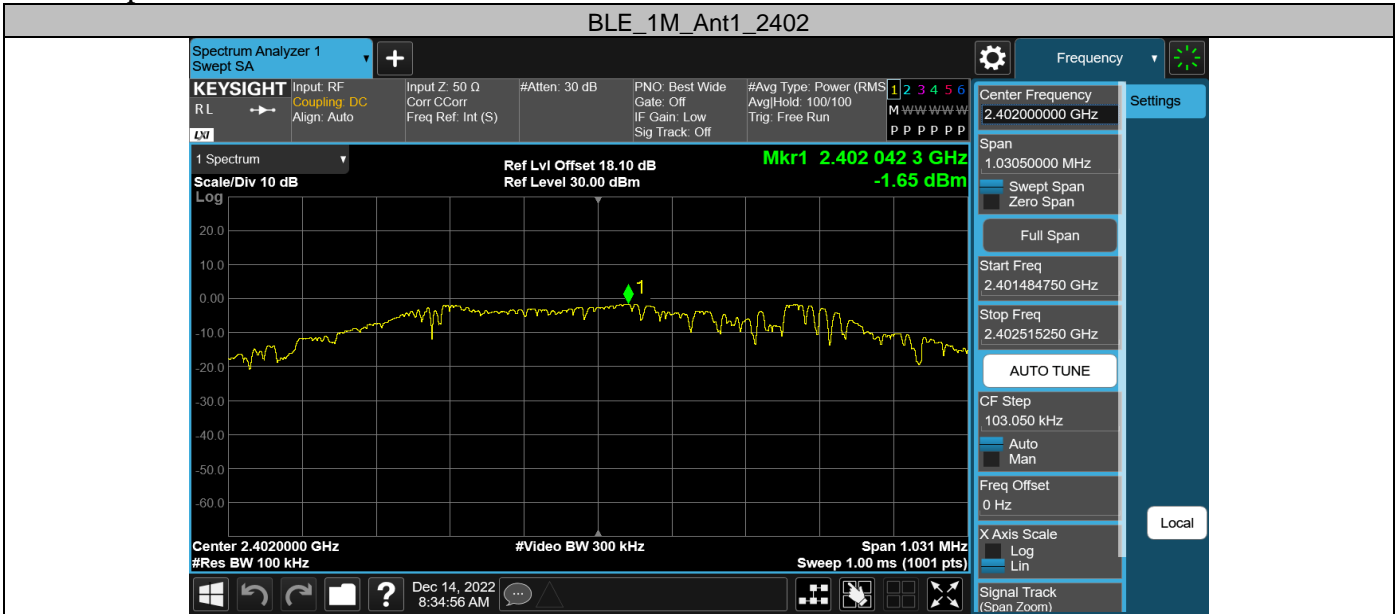 BLE_1M_Ant1_2402
Spectrum Analyzer 1
Swept SA
+
Frequency
KEYSIGHT
RL
LXI
Input: RF
Coupling: DC
Align: Auto
Input Z: 50 Ω
Corr CCorr
Freq Ref: Int (S)
#Atten: 30 dB
PNO: Best Wide
Gate: Off
IF Gain: Low
Sig Track: Off
#Avg Type: Power (RMS
Avg|Hold: 100/100
Trig: Free Run
1 2 3 4 5 6
M W W W W W
P P P P P P
1 Spectrum
Scale/Div 10 dB
Ref Lvl Offset 18.10 dB
Ref Level 30.00 dBm
Mkr1 2.402 042 3 GHz
-1.65 dBm
Log
20.0
10.0
0.00
-10.0
-20.0
-30.0
-40.0
-50.0
-60.0
1
Center 2.4020000 GHz
#Res BW 100 kHz
#Video BW 300 kHz
Span 1.031 MHz
Sweep 1.00 ms (1001 pts)
Center Frequency
2.402000000 GHz
Settings
Span
1.03050000 MHz
Swept Span
Zero Span
Full Span
Start Freq
2.401484750 GHz
Stop Freq
2.402515250 GHz
AUTO TUNE
CF Step
103.050 kHz
Auto
Man
Freq Offset
0 Hz
X Axis Scale
Log
Lin
Local
Signal Track
(Span Zoom)
?
Dec 14, 2022
8:34:56 AM